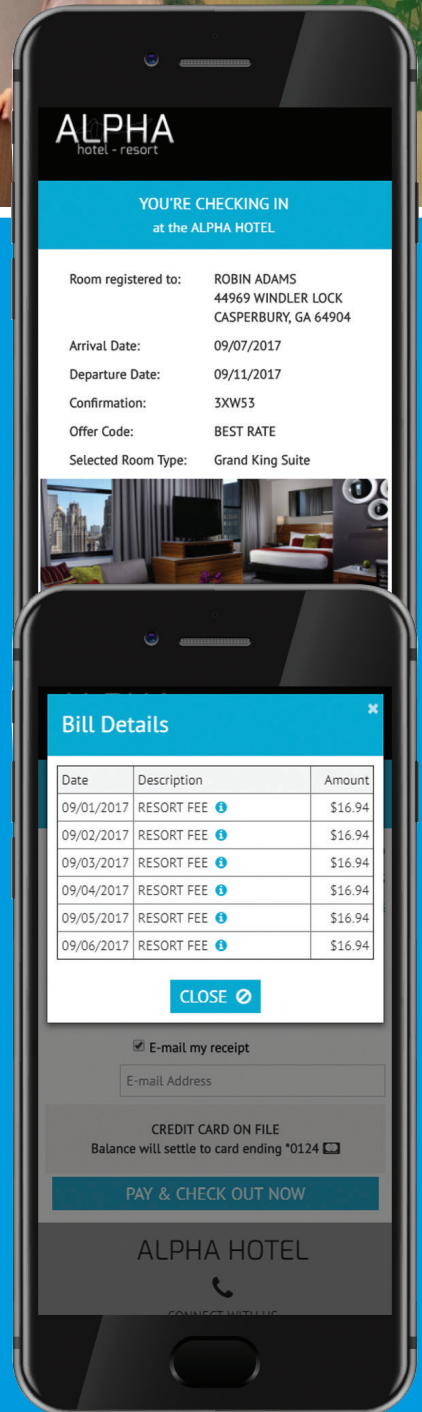 ALPHA
hotel - resort
YOU'RE CHECKING IN
at the ALPHA HOTEL
Room registered to: ROBIN ADAMS
44969 WINDLER LOCK
CASPERBURY, GA 64904
Arrival Date: 09/07/2017
Departure Date: 09/11/2017
Confirmation: 3XW53
Offer Code: BEST RATE
Selected Room Type: Grand King Suite
Bill Details
Date Description Amount
09/01/2017 RESORT FEE $16.94
09/02/2017 RESORT FEE $16.94
09/03/2017 RESORT FEE $16.94
09/04/2017 RESORT FEE $16.94
09/05/2017 RESORT FEE $16.94
09/06/2017 RESORT FEE $16.94
CLOSE
E-mail my receipt
E-mail Address
CREDIT CARD ON FILE
Balance will settle to card ending *0124
PAY & CHECK OUT NOW
ALPHA HOTEL
CONNECT WITH US